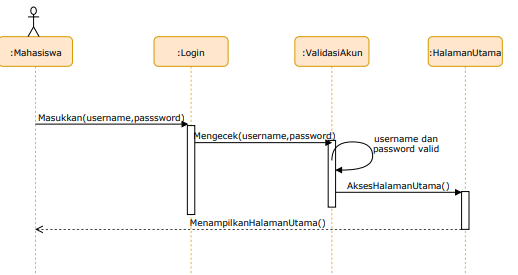 :Mahasiswa
:Login
:ValidasiAkun
:HalamanUtama
Masukkan(username,passsword)
Mengecek(username,password)
username dan
password valid
AksesHalamanUtama()
MenampilkanHalamanUtama()